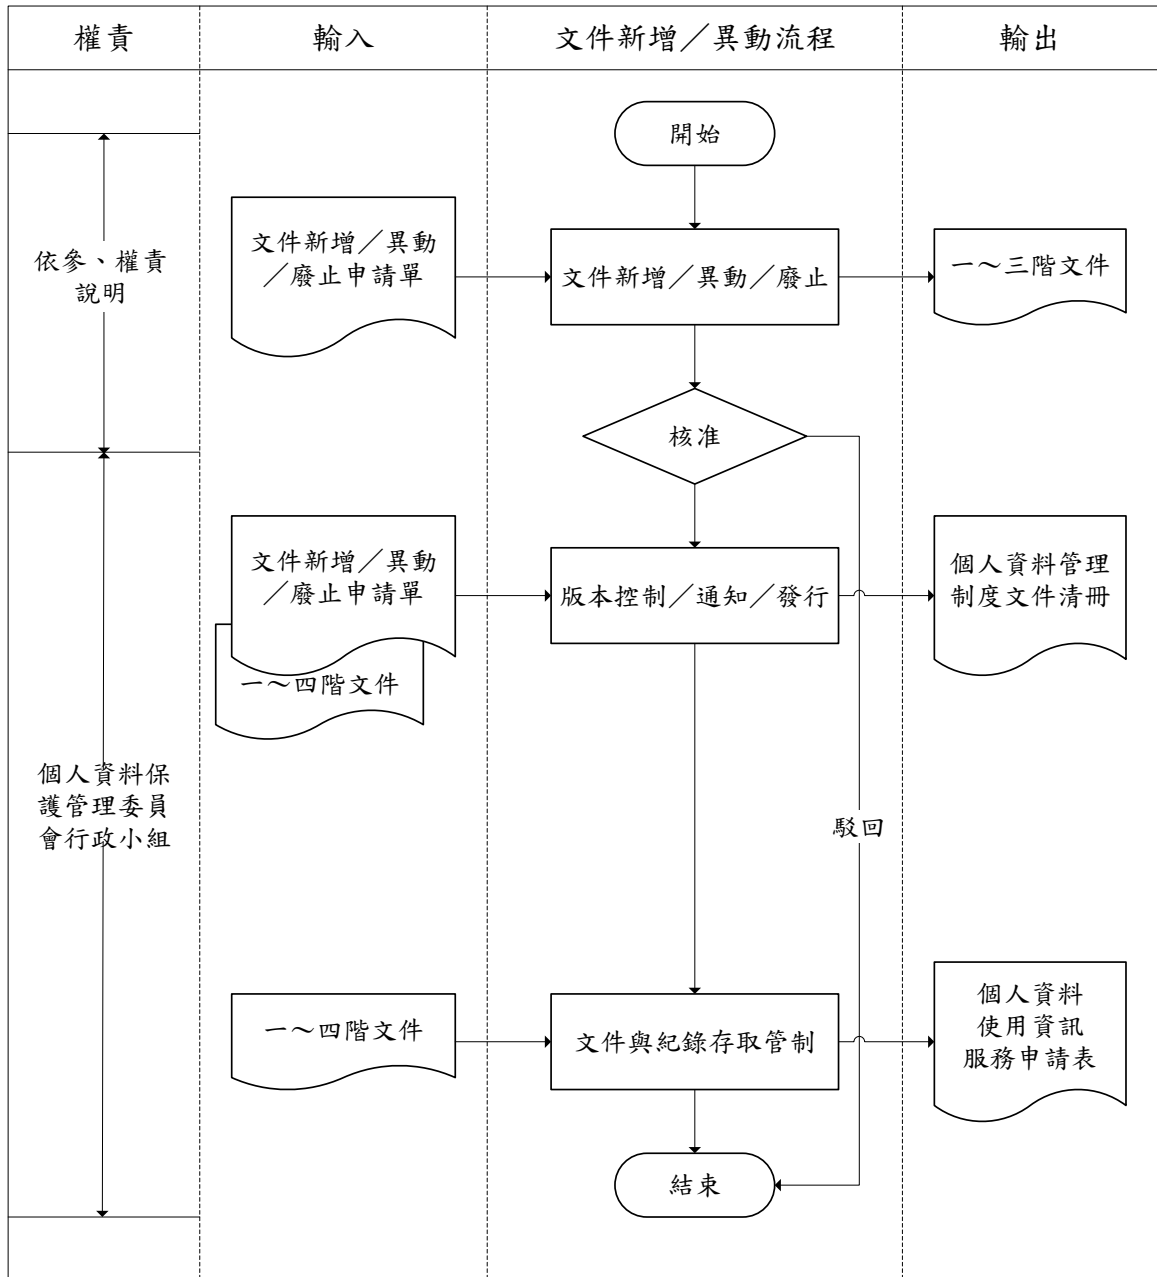 權責
輸入
文件新增／異動流程
輸出
開始
依參、權責
說明
文件新增／異動
／廢止申請單
文件新增／異動／廢止
一～三階文件
核准
文件新增／異動
／廢止申請單
一～四階文件
版本控制／通知／發行
個人資料管理
制度文件清冊
個人資料保
護管理委員
會行政小組
駁回
一～四階文件
文件與紀錄存取管制
個人資料
使用資訊
服務申請表
結束